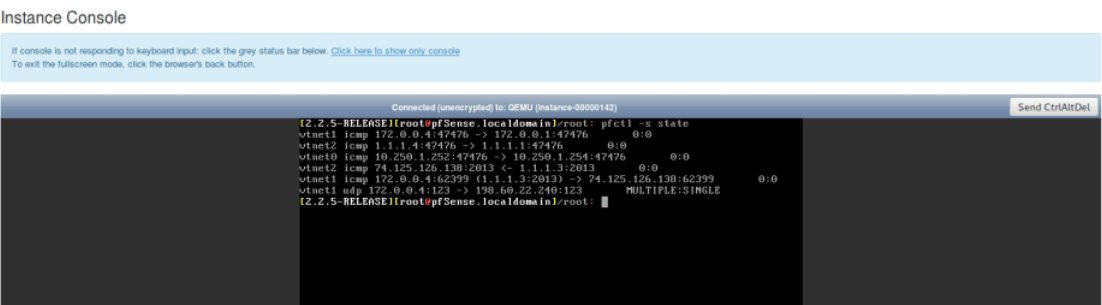 Instance Console
If console is not responding to keyboard input: click the grey status bar below. Click here to show only console
To exit the fullscreen mode, click the browser's back button.
Connected (unencrypted) to: QEMU (instance-00000142)
Send CtrlAltDel
[2.2.5-RELEASE][root@pfSense.localdomain]/root: pfctl -s state
vtnet1 icmp 172.0.0.4:47476 -> 172.0.0.1:47476 0:0
vtnet2 icmp 1.1.1.4:47476 -> 1.1.1.1:47476 0:0
vtnet0 icmp 10.250.1.252:47476 -> 10.250.1.254:47476 0:0
vtnet2 icmp 74.125.126.138:2013 <- 1.1.1.3:2013 0:0
vtnet1 icmp 172.0.0.4:62399 (1.1.1.3:2013) -> 74.125.126.138:62399 0:0
vtnet1 udp 172.0.0.4:123 -> 198.60.22.240:123 MULTIPLE:SINGLE
[2.2.5-RELEASE][root@pfSense.localdomain]/root: